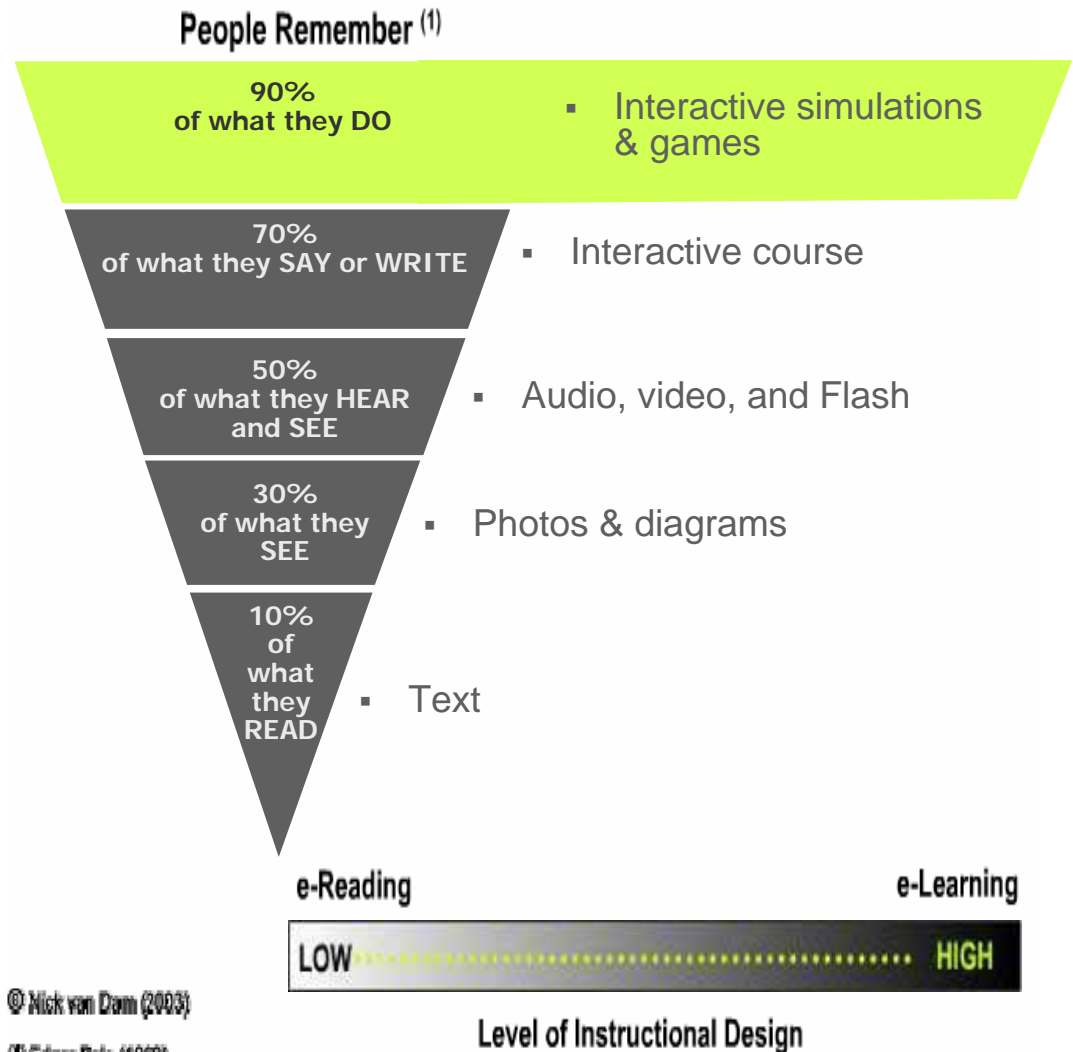 People Remember (1)
90%
of what they DO
▪ Interactive simulations
& games
70%
of what they SAY or WRITE
▪ Interactive course
50%
of what they HEAR
and SEE
▪ Audio, video, and Flash
30%
of what they
SEE
▪ Photos & diagrams
10%
of
what
they
READ
▪ Text
e-Reading
e-Learning
LOW
HIGH
© Nick van Dam (2003)
Level of Instructional Design